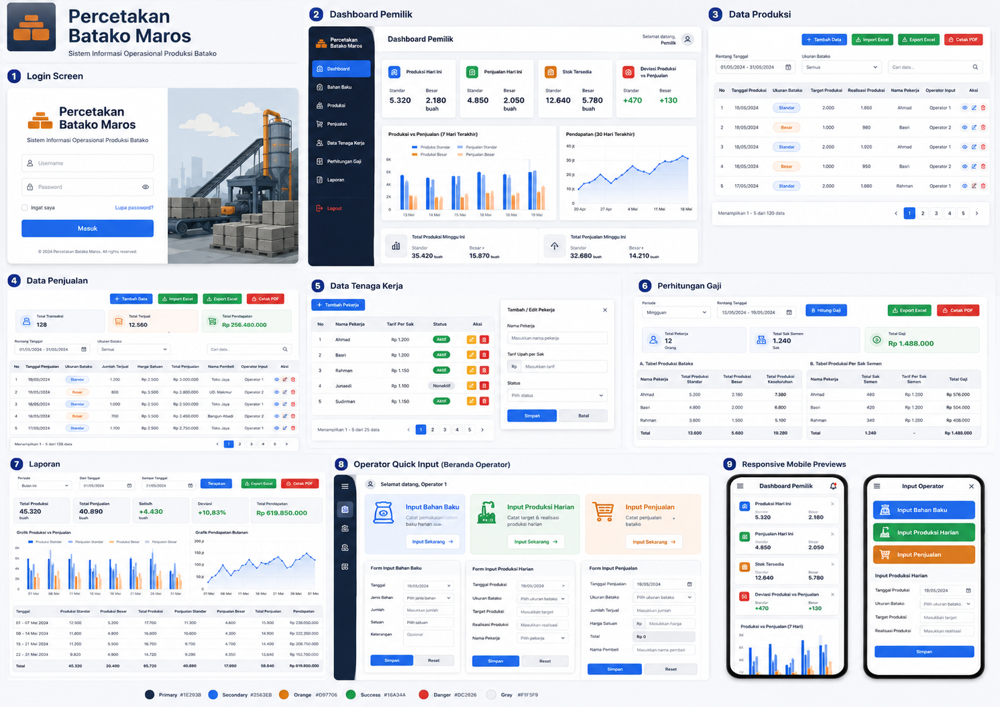 Percetakan
Batako Maros
Sistem Informasi Operasional Produksi Batako
1 Login Screen
Percetakan
Batako Maros
Sistem Informasi Operasional Produksi Batako
Username
Password
Ingat saya Lupa password?
Masuk
© 2024 Percetakan Batako Maros. All rights reserved.
2 Dashboard Pemilik
Percetakan
Batako Maros
Dashboard
Bahan Baku
Produksi
Penjualan
Data Tenaga Kerja
Perhitungan Gaji
Laporan
Logout
Dashboard Pemilik
Selamat datang,
Pemilik
Produksi Hari Ini
Standar Besar
5.320 2.180
buah
Penjualan Hari Ini
Standar Besar
4.850 2.050
buah
Stok Tersedia
Standar Besar
12.640 5.780
buah
Deviasi Produksi
vs Penjualan
Standar Besar
+470 +130
Produksi vs Penjualan (7 Hari Terakhir)
Produksi Standar Penjualan Standar
Produksi Besar Penjualan Besar
8K
6K
4K
2K
0
13 Mei 14 Mei 15 Mei 16 Mei 18 Mei 19 Mei
Pendapatan (30 Hari Terakhir)
40 jt
30 jt
20 jt
10 jt
0
20 Apr 27 Apr 4 Mei 11 Mei 18 Mei
Total Produksi Minggu Ini
Standar Besar
35.420 buah 15.870 buah
Total Penjualan Minggu Ini
Standar Besar
32.680 buah 14.210 buah
3 Data Produksi
+ Tambah Data Import Excel Export Excel Cetak PDF
Rentang Tanggal Ukuran Batako
01/05/2024 - 31/05/2024 Semua Cari data...
No Tanggal Produksi Ukuran Batako Target Produksi Realisasi Produksi Nama Pekerja Operator Input Aksi
1 19/05/2024 Standar 2.000 1.850 Ahmad Operator 1
2 19/05/2024 Besar 1.000 980 Basri Operator 2
3 18/05/2024 Standar 2.000 1.920 Ahmad Operator 1
4 18/05/2024 Besar 1.000 950 Basri Operator 2
5 17/05/2024 Standar 2.000 1.860 Rahman Operator 1
Menampilkan 1 - 5 dari 120 data < 1 2 3 4 5 >
4 Data Penjualan
+ Tambah Data Import Excel Export Excel Cetak PDF
Total Transaksi
128
Total Terjual
12.560
Total Pendapatan
Rp 256.480.000
Rentang Tanggal Ukuran Batako
01/05/2024 - 31/03/2024 Semua Cari data...
No Tanggal Penjualan Ukuran Batako Jumlah Terjual Harga Satuan Total Penjualan Nama Pembeli Operator Input Aksi
1 19/05/2024 Standar 1.200 Rp 2.500 Rp 3.000.000 Toko Jaya Operator 1
2 19/05/2024 Besar 800 Rp 3.500 Rp 2.800.000 UD. Makmur Operator 2
3 18/05/2024 Standar 1.000 Rp 2.500 Rp 2.500.000 Toko Jaya Operator 1
4 18/05/2024 Besar 700 Rp 3.500 Rp 2.450.000 Bangun Abadi Operator 2
5 17/05/2024 Standar 1.100 Rp 2.500 Rp 2.750.000 Toko Jaya Operator 1
Menampilkan 1 - 5 dari 135 data < 1 2 3 4 5 >
5 Data Tenaga Kerja
+ Tambah Pekerja
No Nama Pekerja Tarif Per Sak Status Aksi
1 Ahmad Rp 1.200 Aktif
2 Basri Rp 1.200 Aktif
3 Rahman Rp 1.150 Aktif
4 Junaedi Rp 1.100 Nonaktif
5 Sudirman Rp 1.150 Aktif
Menampilkan 1 - 5 dari 25 data < 1 2 3 4 5 >
Tambah / Edit Pekerja
Nama Pekerja
Masukkan nama pekerja
Tarif Upah per Sak
Rp Masukkan tarif
Status
Pilih status
Simpan Batal
6 Perhitungan Gaji
Periode Rentang Tanggal
Mingguan 13/05/2024 - 19/05/2024 Hitung Gaji Export Excel Cetak PDF
Total Pekerja
12
Orang
Total Sak Semen
1.240
Sak
Total Gaji
Rp 1.488.000
A. Tabel Produksi Batako
Nama Pekerja Total Produksi Standar Total Produksi Besar Total Produksi Keseluruhan
Ahmad 5.200 2.180 7.380
Basri 4.800 2.000 6.800
Rahman 3.600 1.500 5.100
Total 13.600 5.660 19.280
B. Tabel Produksi Per Sak Semen
Nama Pekerja Total Sak Semen Tarif Per Sak Semen Total Gaji
Ahmad 480 Rp 1.200 Rp 576.000
Basri 420 Rp 1.200 Rp 504.000
Rahman 340 Rp 1.200 Rp 408.000
Total 1.240 - Rp 1.488.000
7 Laporan
Periode Dari Tanggal Sampai Tanggal
Bulan ini 01/05/2024 31/05/2024 Terapkan Export Excel Cetak PDF
Total Produksi
45.320
buah
Total Penjualan
40.890
buah
Selisih
+4.430
buah
Deviasi
+10,83%
Total Pendapatan
Rp 619.850.000
Grafik Produksi vs Penjualan
Produksi Standar Penjualan Standar Produksi Besar Penjualan Besar
8K
6K
4K
2K
0
01 Mei 06 Mei 11 Mei 16 Mei 21 Mei 26 Mei 31 Mei
Grafik Pendapatan Bulanan
200 jt
150 jt
100 jt
50 jt
0
01 Mei 06 Mei 11 Mei 16 Mei 21 Mei 26 Mei 31 Mei
Tanggal Produksi Standar Produksi Besar Total Produksi Penjualan Standar Penjualan Besar Total Penjualan Pendapatan
01 - 07 Mei 2024 12.500 5.200 17.700 11.300 4.600 15.900 Rp 238.050.000
08 - 14 Mei 2024 11.800 4.800 16.800 10.600 4.300 14.900
15 - 21 Mei 2024 11.200 5.500 16.700 9.700 4.700 14.400 Rp 208.750.000
22 - 31 Mei 2024 9.820 4.900 14.720 9.290 4.350 13.640 Rp 152.700.000
Total 45.320 20.400 65.720 40.890 17.950 58.840
8 Operator Quick Input (Beranda Operator)
Selamat datang, Operator 1
Input Bahan Baku
Catat pemakaian
baku harian
Input Sekarang →
Input Produksi Harian
Catat target & realisasi
produksi harian
Input Sekarang →
Input Penjualan
Catat penjualan
batako
Input Sekarang →
Form Input Bahan Baku
Tanggal 19/05/2024
Jenis Bahan Pilih jenis bahan
Jumlah Masukkan jumlah
Satuan Pilih satuan
Keterangan Opsional
Simpan Reset
Form Input Produksi Harian
Tanggal Produksi 19/05/2024
Ukuran Batako Pilih ukuran batako
Target Produksi Masukkan target
Realisasi Produksi Masukkan realisasi
Nama Pekerja Pilih pekerja
Simpan Reset
Form Input Penjualan
Tanggal Penjualan 19/05/2024
Ukuran Batako Pilih ukuran batako
Jumlah Terjual Masukkan jumlah
Harga Satuan Rp Masukkan harga
Total Rp 0
Nama Pembeli Masukkan nama pembeli
Simpan Reset
9 Responsive Mobile Previews
Dashboard Pemilik
Produksi Hari Ini
Standar Besar
5.320 2.160
Penjualan Hari Ini
Standar Besar
4.850 2.050
Stok Tersedia
Standar Besar
12.640 5.780
Deviasi Produksi vs Penjualan
Standar Besar
+470 +130
Produksi vs Penjualan (7 Hari)
8K
6K
4K
2K
Input Operator
Input Bahan Baku
Input Produksi Harian
Input Penjualan
Input Produksi Harian
Tanggal Produksi 19/05/2024
Ukuran Batako Pilih ukuran batako
Target Produksi Masukkan target
Realisasi Produksi Masukkan realisasi
Simpan
Primary #1E293B Secondary #2563EB Orange #D97706 Success #16A34A Danger #DC2626 Gray #F1F5F9